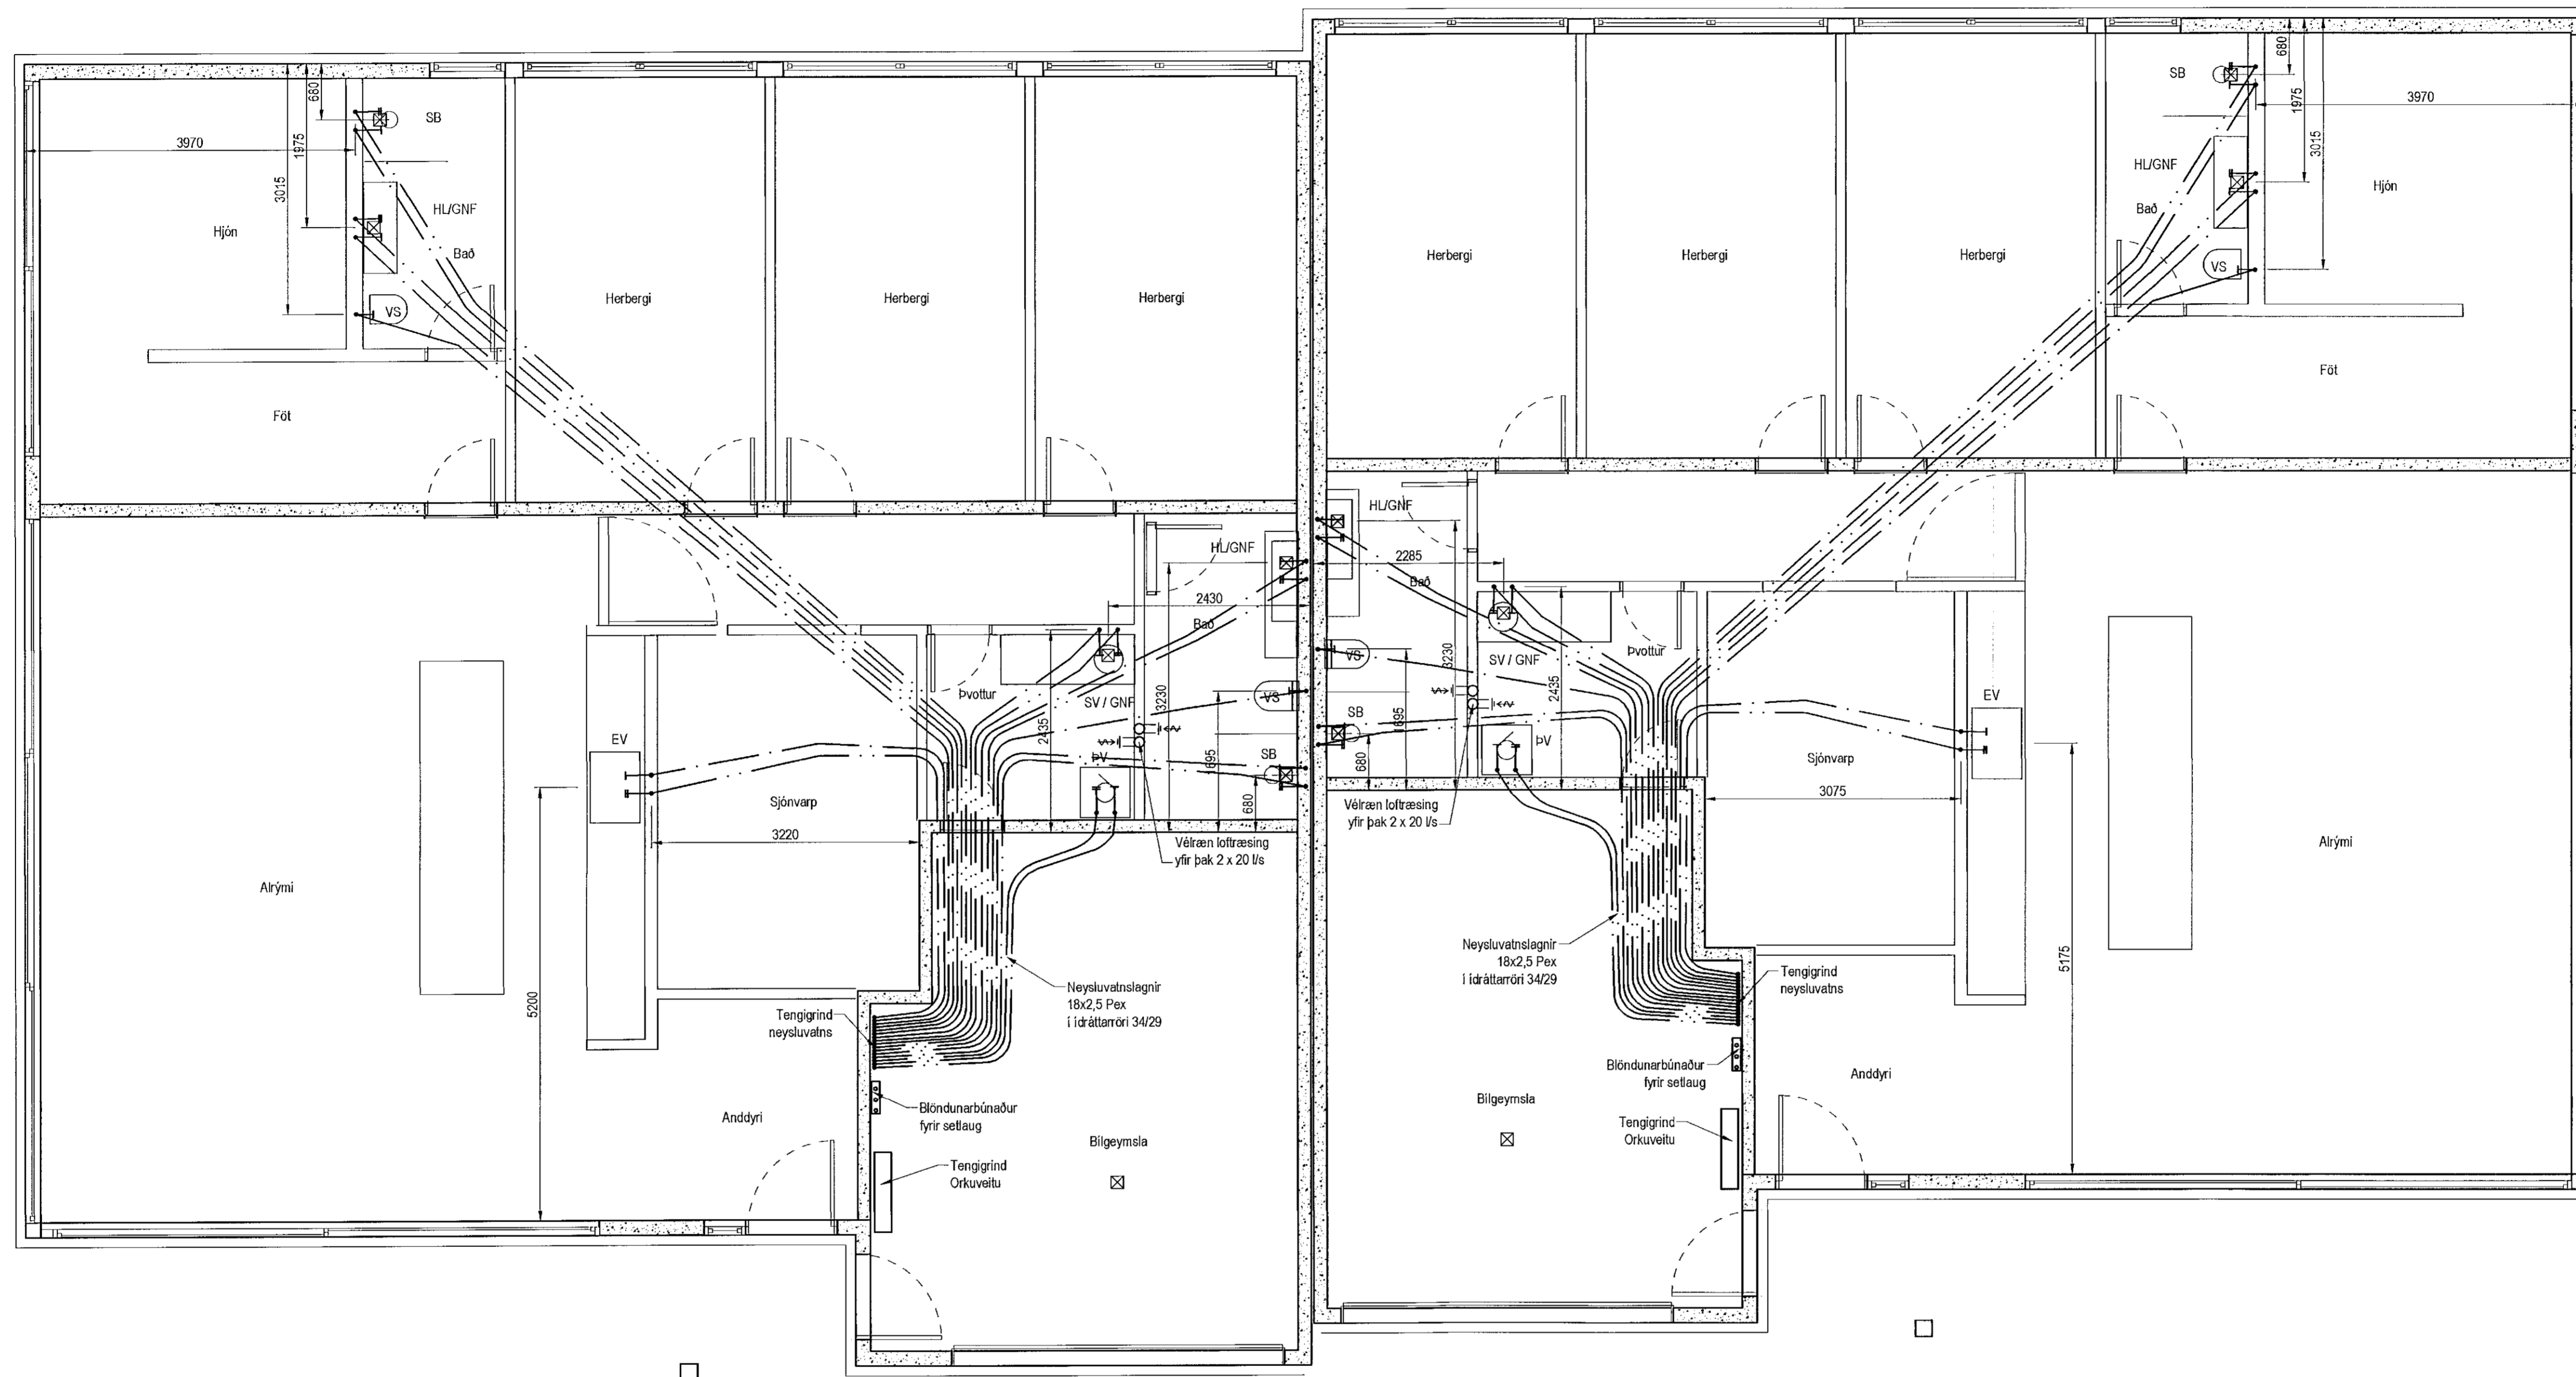 680
1975
3015
3970
SB
HL/GNF
Bað
VS
Hjón
Föt
Herbergi
Herbergi
Herbergi
HL/GNF
2430
Bað
Þvottur
SV / GNF
2435
3230
VS
1695
SB
680
ÞV
Vélræn loftræsing
yfir þak 2 x 20 l/s
EV
Sjónvarp
3220
Alrými
5200
Neysluvatnslagnir
18x2,5 Pex
í ídráttarröri 34/29
Tengigrind
neysluvatns
Blöndunarbúnaður
fyrir setlaug
Anddyri
Bílgeymsla
Tengigrind
Orkuveitu
Herbergi
Herbergi
Herbergi
SB
680
1975
3015
3970
HL/GNF
Bað
VS
Hjón
Föt
HL/GNF
2285
Bað
VS
SV / GNF
Þvottur
3230
2435
1695
SB
680
ÞV
Vélræn loftræsing
yfir þak 2 x 20 l/s
EV
Sjónvarp
3075
Alrými
5175
Neysluvatnslagnir
18x2,5 Pex
í ídráttarröri 34/29
Tengigrind
neysluvatns
Blöndunarbúnaður
fyrir setlaug
Anddyri
Bílgeymsla
Tengigrind
Orkuveitu